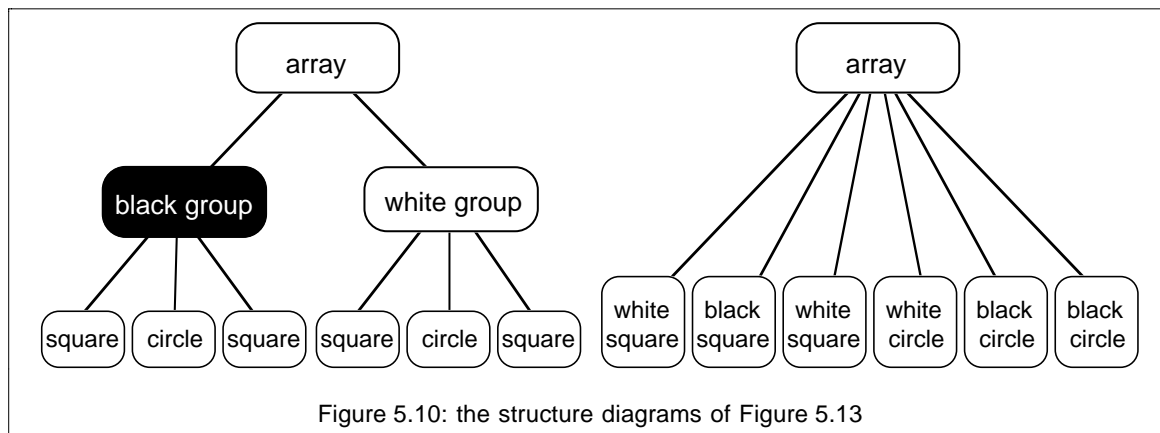 array
array
black group
white group
square
circle
square
square
circle
square
white
square
black
square
white
square
white
circle
black
circle
black
circle
Figure 5.10: the structure diagrams of Figure 5.13